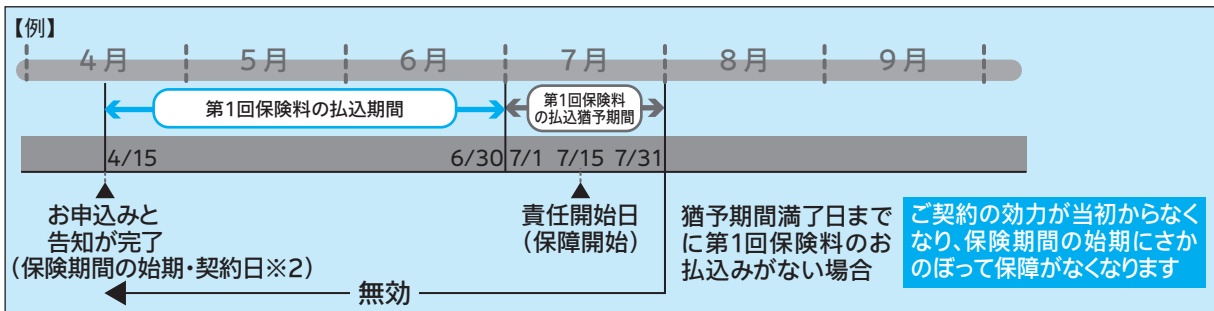 【例】
4月 5月 6月 7月 8月 9月
第1回保険料の払込期間
第1回保険料
の払込猶予期間
4/15 6/30 7/1 7/15 7/31
お申込みと
告知が完了
(保険期間の始期・契約日※2)
責任開始日
(保障開始)
猶予期間満了日まで
に第1回保険料のお
払込みがない場合
ご契約の効力が当初からなく
なり、保険期間の始期にさか
のぼって保障がなくなります
無効